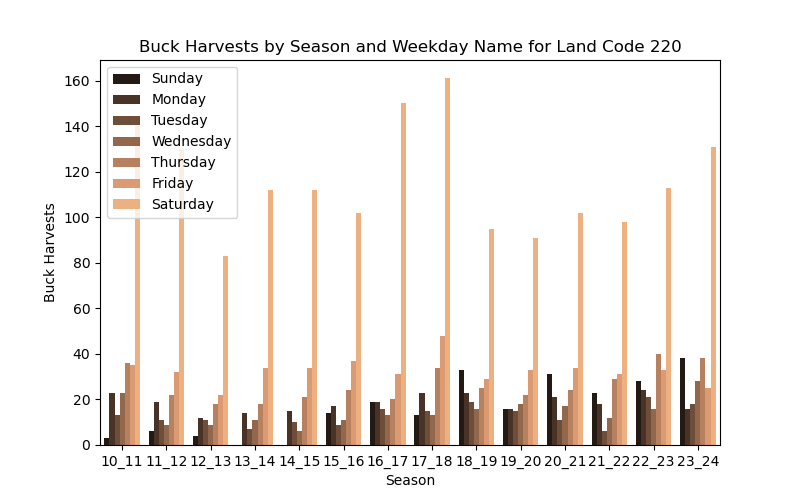 Buck Harvests by Season and Weekday Name for Land Code 220
Sunday
Monday
Tuesday
Wednesday
Thursday
Friday
Saturday
160
140
120
100
80
60
40
20
0
Buck Harvests
10_11 11_12 12_13 13_14 14_15 15_16 16_17 17_18 18_19 19_20 20_21 21_22 22_23 23_24
Season